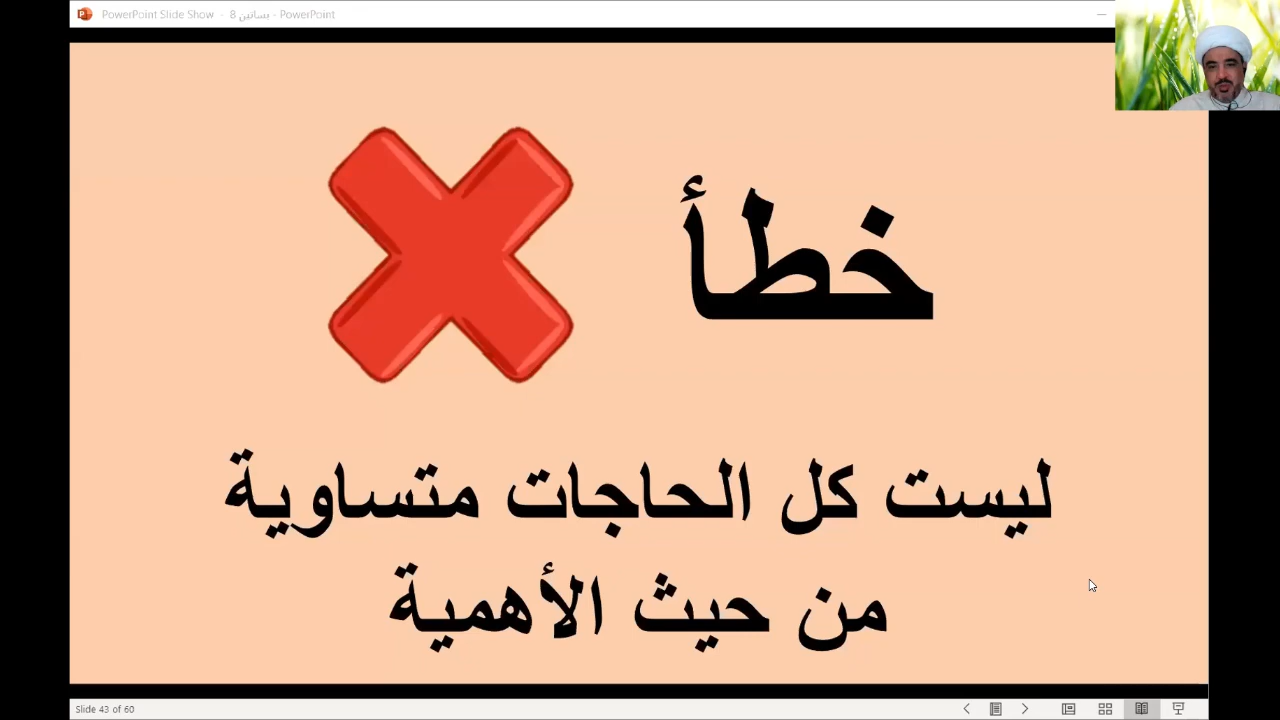 PowerPoint Slide Show - بساتين 8 - PowerPoint
خطأ
ليست كل الحاجات متساوية
من حيث الأهمية
Slide 43 of 60